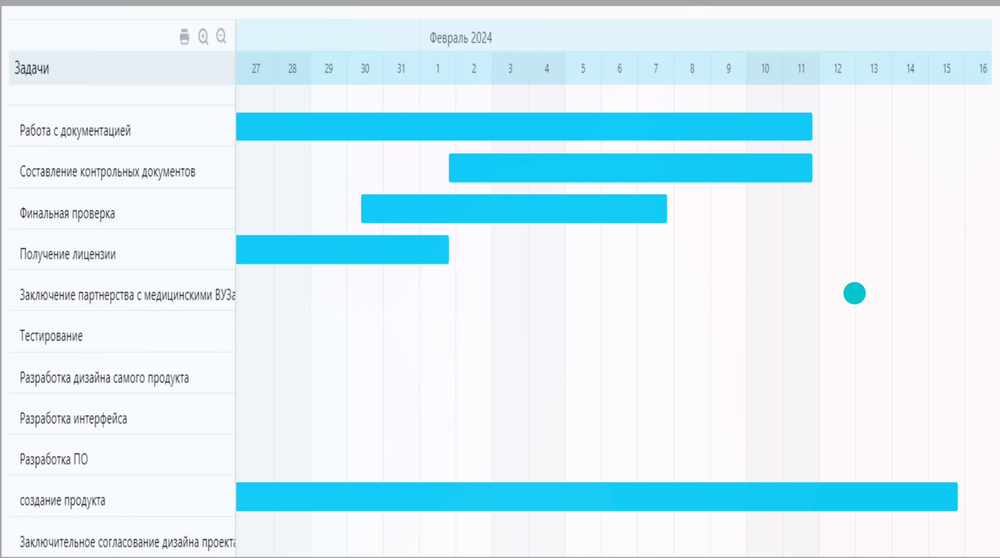 Февраль 2024
Задачи 27 28 29 30 31 1 2 3 4 5 6 7 8 9 10 11 12 13 14 15 16
Работа с документацией
Составление контрольных документов
Финальная проверка
Получение лицензии
Заключение партнерства с медицинскими ВУЗа
Тестирование
Разработка дизайна самого продукта
Разработка интерфейса
Разработка ПО
создание продукта
Заключительное согласование дизайна проекта